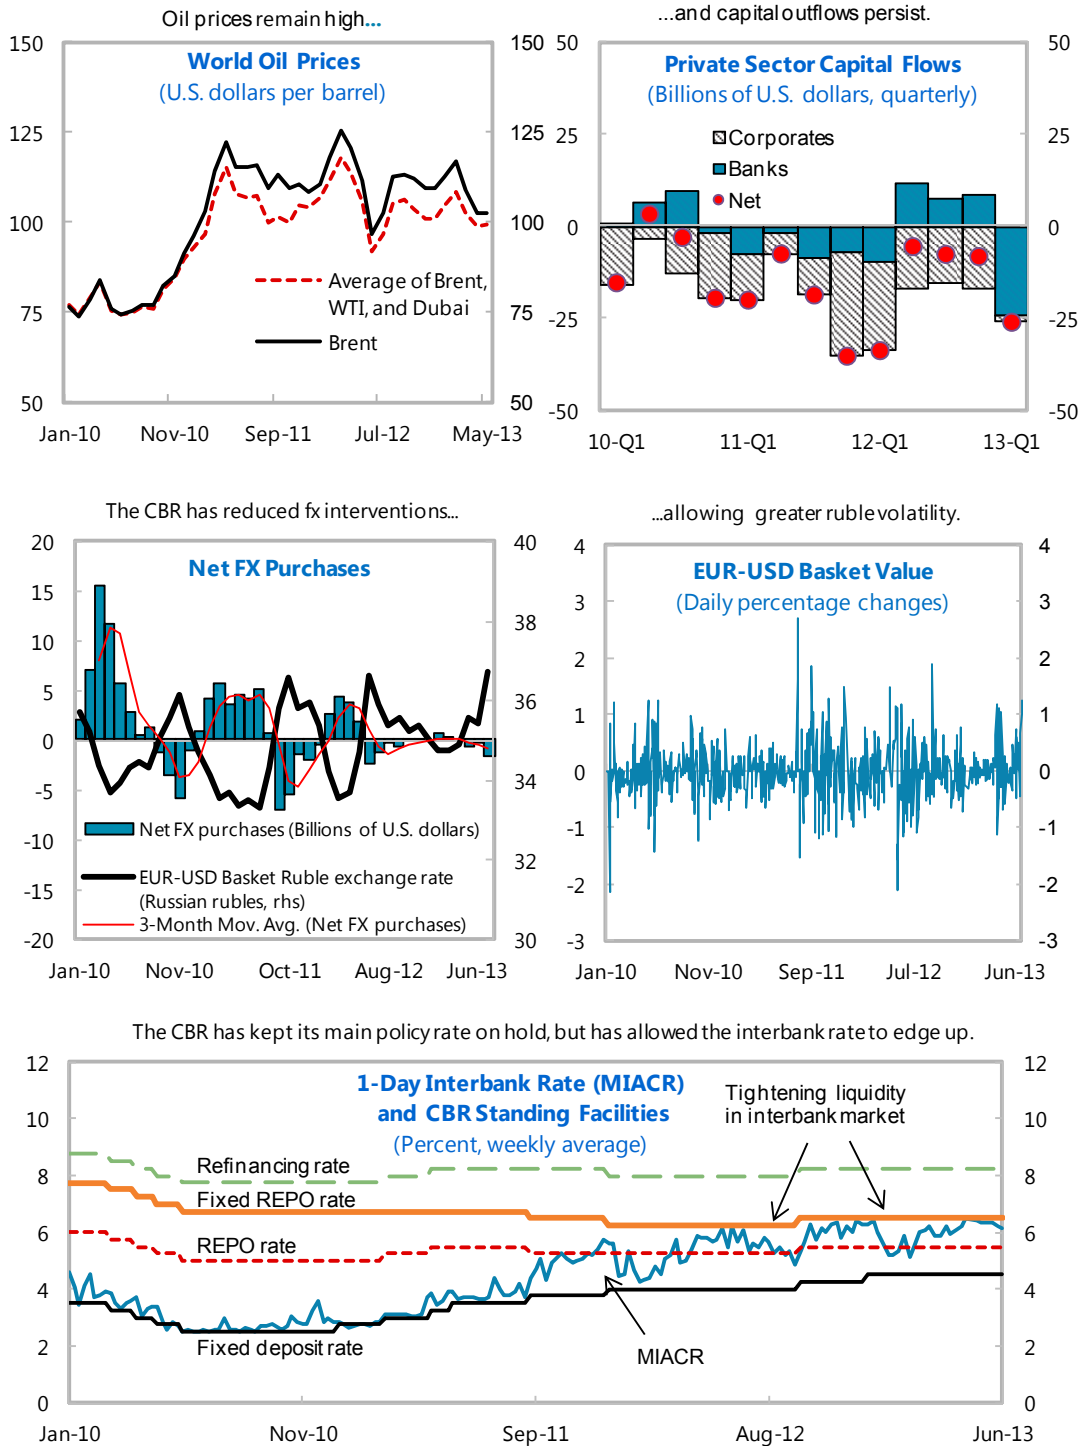 Oil prices remain high...
World Oil Prices
(U.S. dollars per barrel)
150
150
125
125
100
100
75
75
50
50
Average of Brent,
WTI, and Dubai
Brent
Jan-10 Nov-10 Sep-11 Jul-12 May-13
...and capital outflows persist.
Private Sector Capital Flows
(Billions of U.S. dollars, quarterly)
50
50
25
25
0
0
-25
-25
-50
-50
Corporates
Banks
Net
10-Q1 11-Q1 12-Q1 13-Q1
The CBR has reduced fx interventions...
Net FX Purchases
20
15
10
5
0
-5
-10
-15
-20
40
38
36
34
32
30
Net FX purchases (Billions of U.S. dollars)
EUR-USD Basket Ruble exchange rate
(Russian rubles, rhs)
3-Month Mov. Avg. (Net FX purchases)
Jan-10 Nov-10 Oct-11 Aug-12 Jun-13
...allowing greater ruble volatility.
EUR-USD Basket Value
(Daily percentage changes)
4
4
3
3
2
2
1
1
0
0
-1
-1
-2
-2
-3
-3
Jan-10 Nov-10 Sep-11 Jul-12 Jun-13
The CBR has kept its main policy rate on hold, but has allowed the interbank rate to edge up.
1-Day Interbank Rate (MIACR)
and CBR Standing Facilities
(Percent, weekly average)
12
12
10
10
8
8
6
6
4
4
2
2
0
0
Tightening liquidity
in interbank market
Refinancing rate
Fixed REPO rate
REPO rate
Fixed deposit rate
MIACR
Jan-10 Nov-10 Sep-11 Aug-12 Jun-13